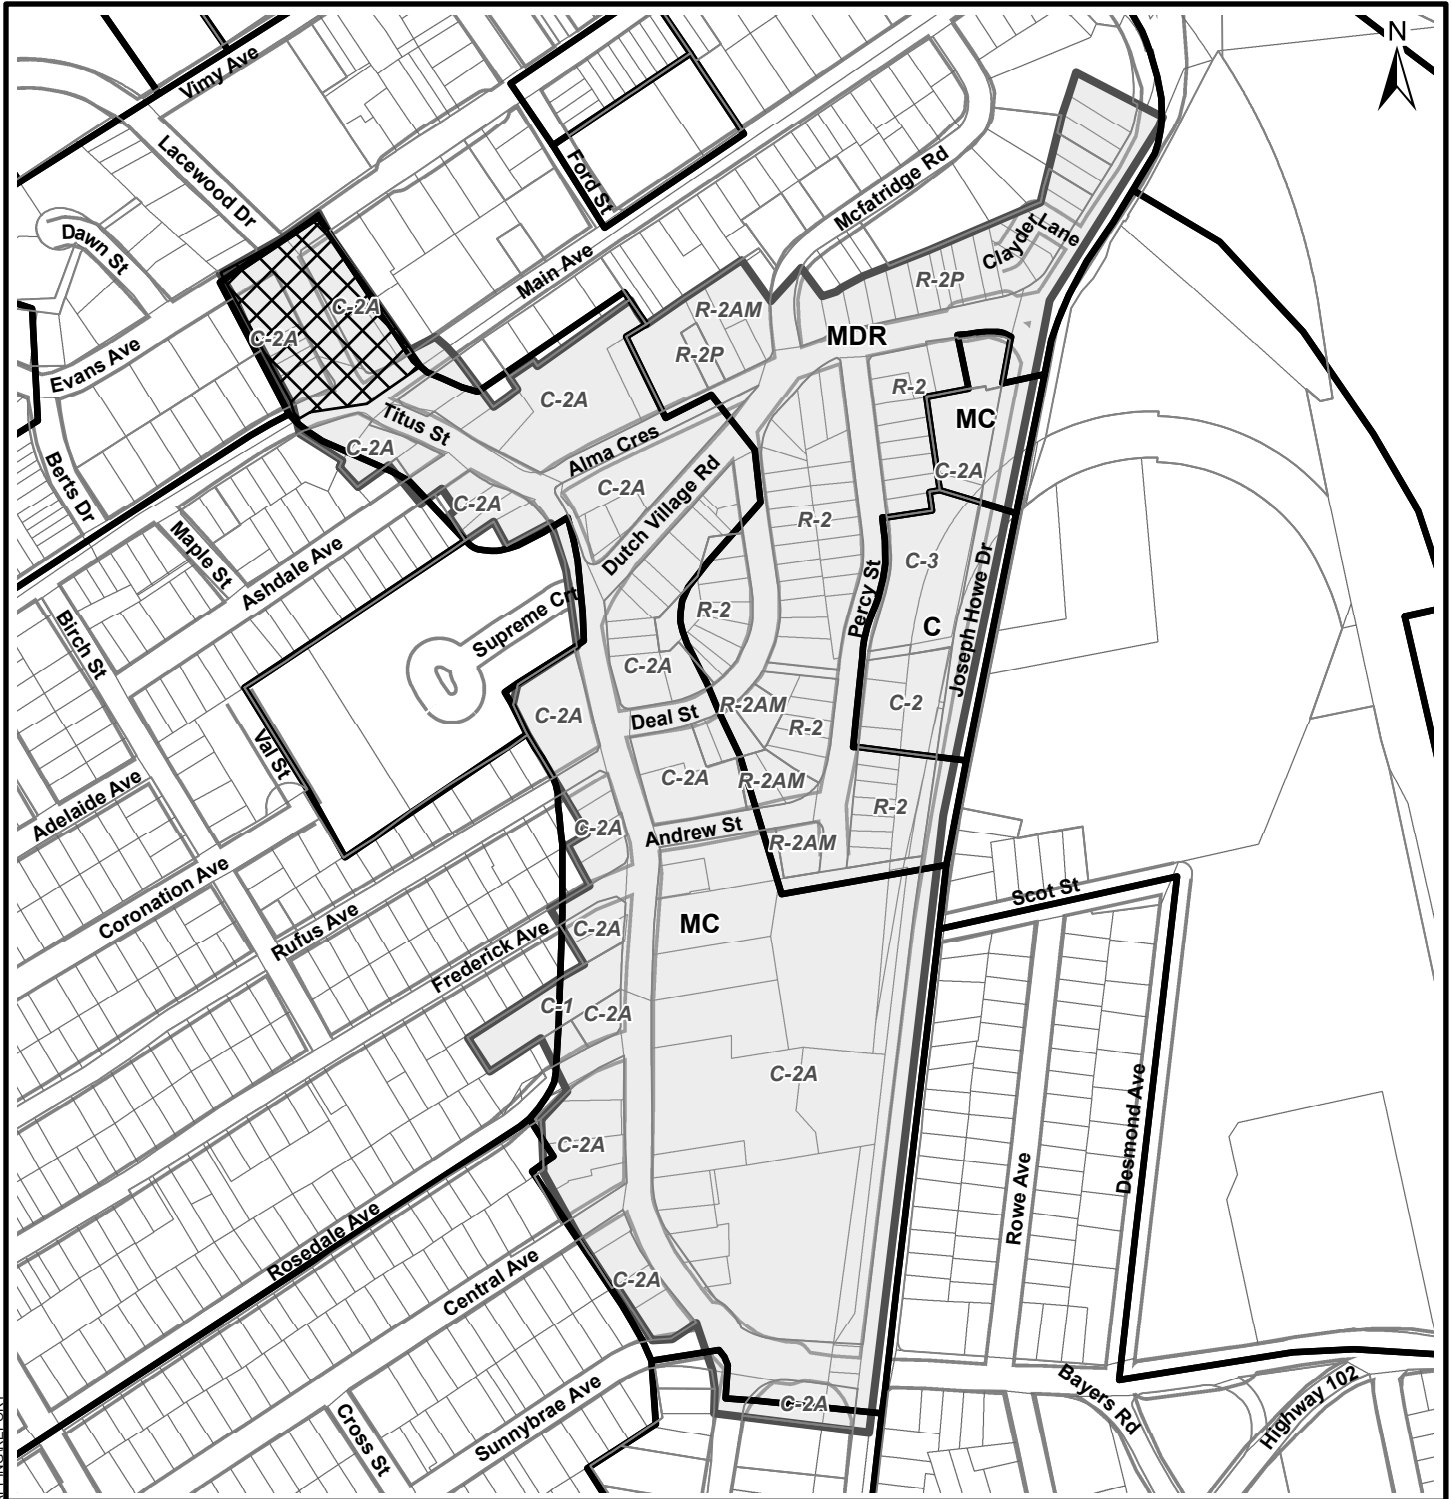 N
Vimy Ave
Lacewood Dr
Ford St
Mcfatridge Rd
Dawn St
Clayder Lane
Main Ave
R-2P
C-2A
R-2AM
C-2A
MDR
R-2P
Evans Ave
R-2
C-2A
MC
Titus St
Alma Cres
C-2A
C-2A
Berts Dr
C-2A
C-2A
Dutch Village Rd
R-2
Maple St
Ashdale Ave
C-3
Percy St
Joseph Howe Dr
Supreme Crt
R-2
C
Birch St
C-2A
C-2
R-2AM
C-2A
Deal St
R-2
Val St
C-2A
R-2AM
Adelaide Ave
R-2
C-2A
Andrew St
R-2AM
Coronation Ave
Scot St
Rufus Ave
MC
C-2A
Frederick Ave
C-1
C-2A
C-2A
Desmond Ave
C-2A
Rowe Ave
Rosedale Ave
Central Ave
C-2A
Bayers Rd
Highway 102
C-2A
Sunnybrae Ave
Cross St